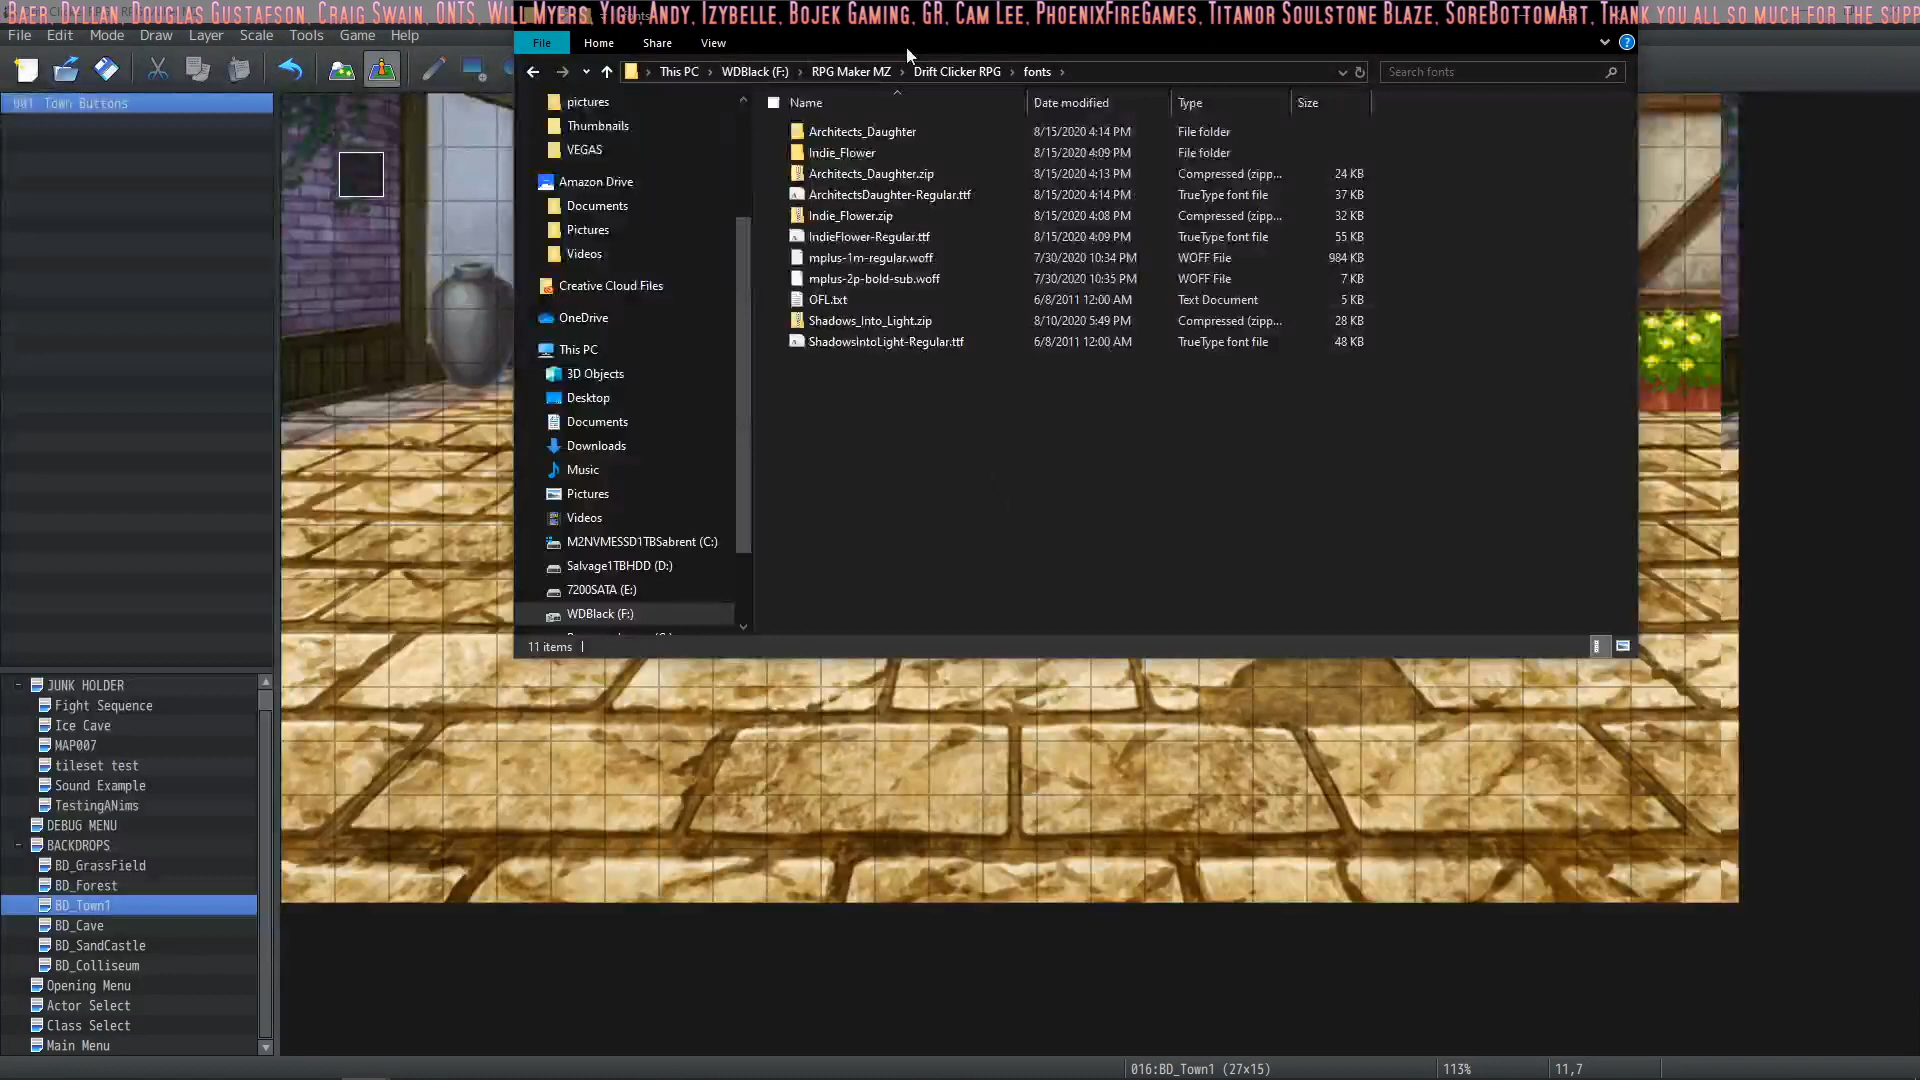 Baer, Dylan Douglas Gustafson, Craig Swain, ONTS, Will Myers, Yigo, Andy, Izybelle, Bojek Gaming, GR, Cam Lee, PhoenixFireGames, Titanor Soulstone Blaze, SoreBottomArt, Thank you all so much for the supp
File Edit Mode Draw Layer Scale Tools Game Help
File Home Share View
This PC > WDBlack (F:) > RPG Maker MZ > Drift Clicker RPG > fonts >
Search fonts
001 Town Buttons
pictures
Thumbnails
VEGAS
Amazon Drive
Documents
Pictures
Videos
Creative Cloud Files
OneDrive
This PC
3D Objects
Desktop
Documents
Downloads
Music
Pictures
Videos
M2NVMESSD1TBSabrent (C:)
Salvage1TBHDD (D:)
7200SATA (E:)
WDBlack (F:)
Name Date modified Type Size
Architects_Daughter 8/15/2020 4:14 PM File folder
Indie_Flower 8/15/2020 4:09 PM File folder
Architects_Daughter.zip 8/15/2020 4:13 PM Compressed (zipp... 24 KB
ArchitectsDaughter-Regular.ttf 8/15/2020 4:14 PM TrueType font file 37 KB
Indie_Flower.zip 8/15/2020 4:08 PM Compressed (zipp... 32 KB
IndieFlower-Regular.ttf 8/15/2020 4:09 PM TrueType font file 55 KB
mplus-1m-regular.woff 7/30/2020 10:34 PM WOFF File 984 KB
mplus-2p-bold-sub.woff 7/30/2020 10:35 PM WOFF File 7 KB
OFL.txt 6/8/2011 12:00 AM Text Document 5 KB
Shadows_Into_Light.zip 8/10/2020 5:49 PM Compressed (zipp... 28 KB
ShadowsIntoLight-Regular.ttf 6/8/2011 12:00 AM TrueType font file 48 KB
11 items
JUNK HOLDER
Fight Sequence
Ice Cave
MAP007
tileset test
Sound Example
TestingANims
DEBUG MENU
BACKDROPS
BD_GrassField
BD_Forest
BD_Town1
BD_Cave
BD_SandCastle
BD_Colliseum
Opening Menu
Actor Select
Class Select
Main Menu
016:BD_Town1 (27x15) 113% 11,7